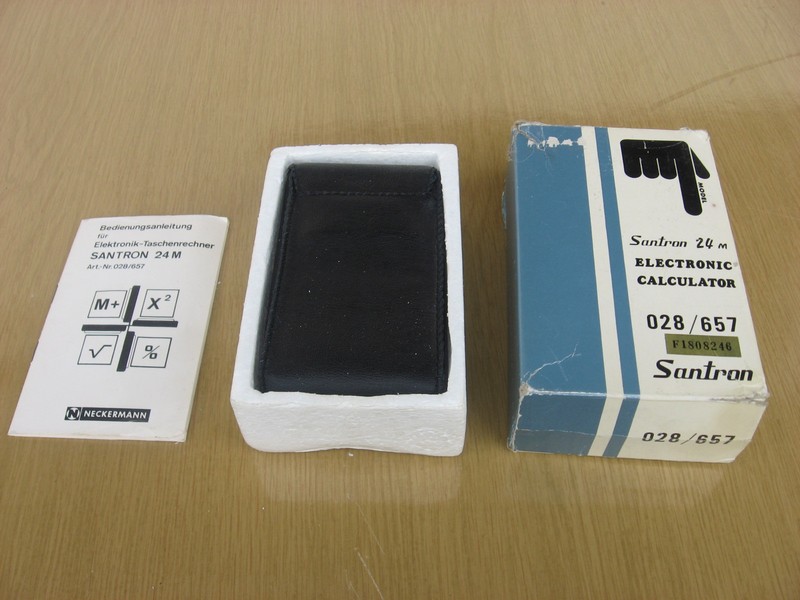 Bedienungsanleitung
für
Elektronik-Taschenrechner
SANTRON 24 M
Art.-Nr. 028/657
M+ X²
√ %
N NECKERMANN
MODEL
Santron 24 M
ELECTRONIC
CALCULATOR
028/657
F1808246
Santron
028/657